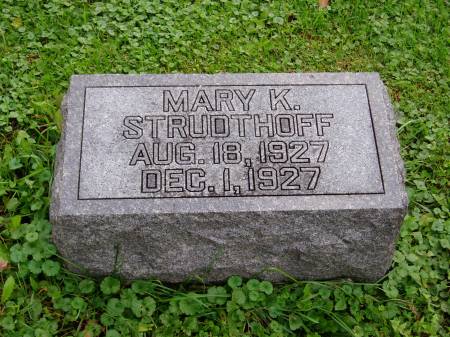 MARY K.
STRUDTHOFF
AUG. 18, 1927
DEC. 1, 1927